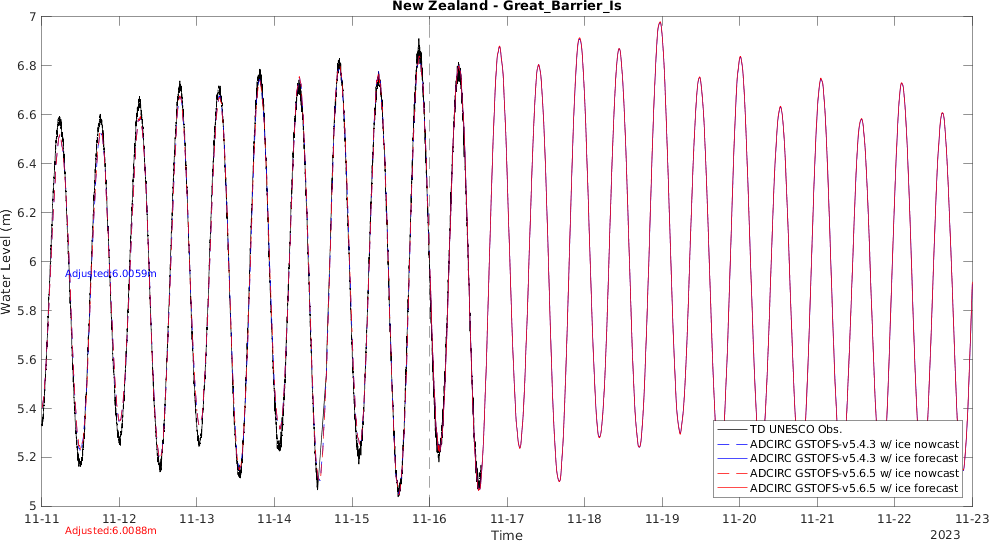 New Zealand - Great_Barrier_Is
7
6.8
6.6
6.4
6.2
6
5.8
5.6
5.4
5.2
5
Water Level (m)
Adjusted:6.0059m
TD UNESCO Obs.
ADCIRC GSTOFS-v5.4.3 w/ ice nowcast
ADCIRC GSTOFS-v5.4.3 w/ ice forecast
ADCIRC GSTOFS-v5.6.5 w/ ice nowcast
ADCIRC GSTOFS-v5.6.5 w/ ice forecast
11-11 11-12 11-13 11-14 11-15 11-16 11-17 11-18 11-19 11-20 11-21 11-22 11-23
Adjusted:6.0088m
Time
2023